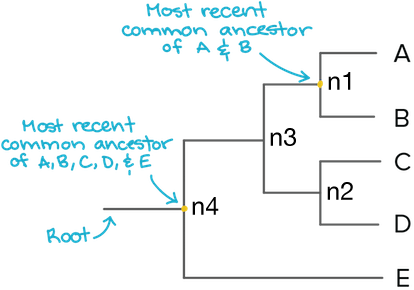 Most recent
common ancestor
of A & B
A
n1
B
n3
Most recent
common ancestor
of A, B, C, D, & E
C
n2
n4
D
Root
E